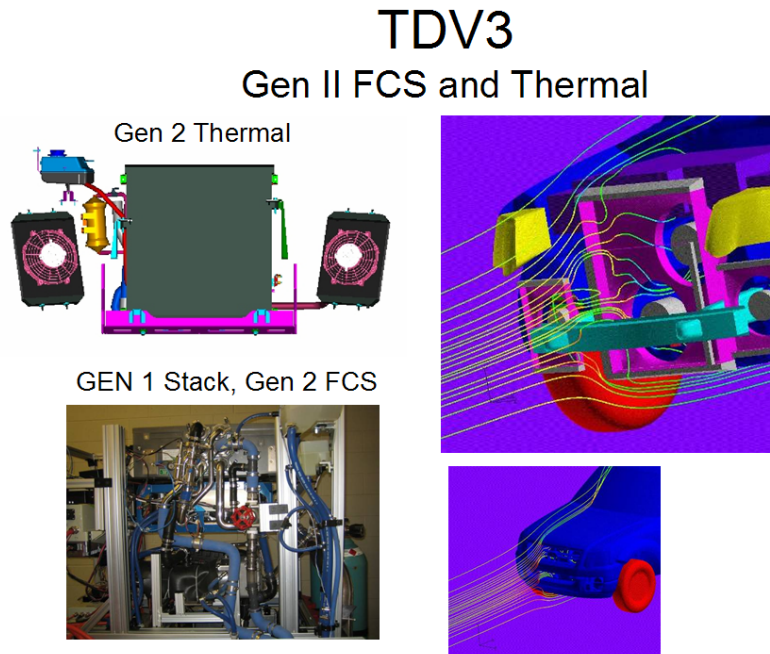 TDV3
Gen II FCS and Thermal
Gen 2 Thermal
GEN 1 Stack, Gen 2 FCS